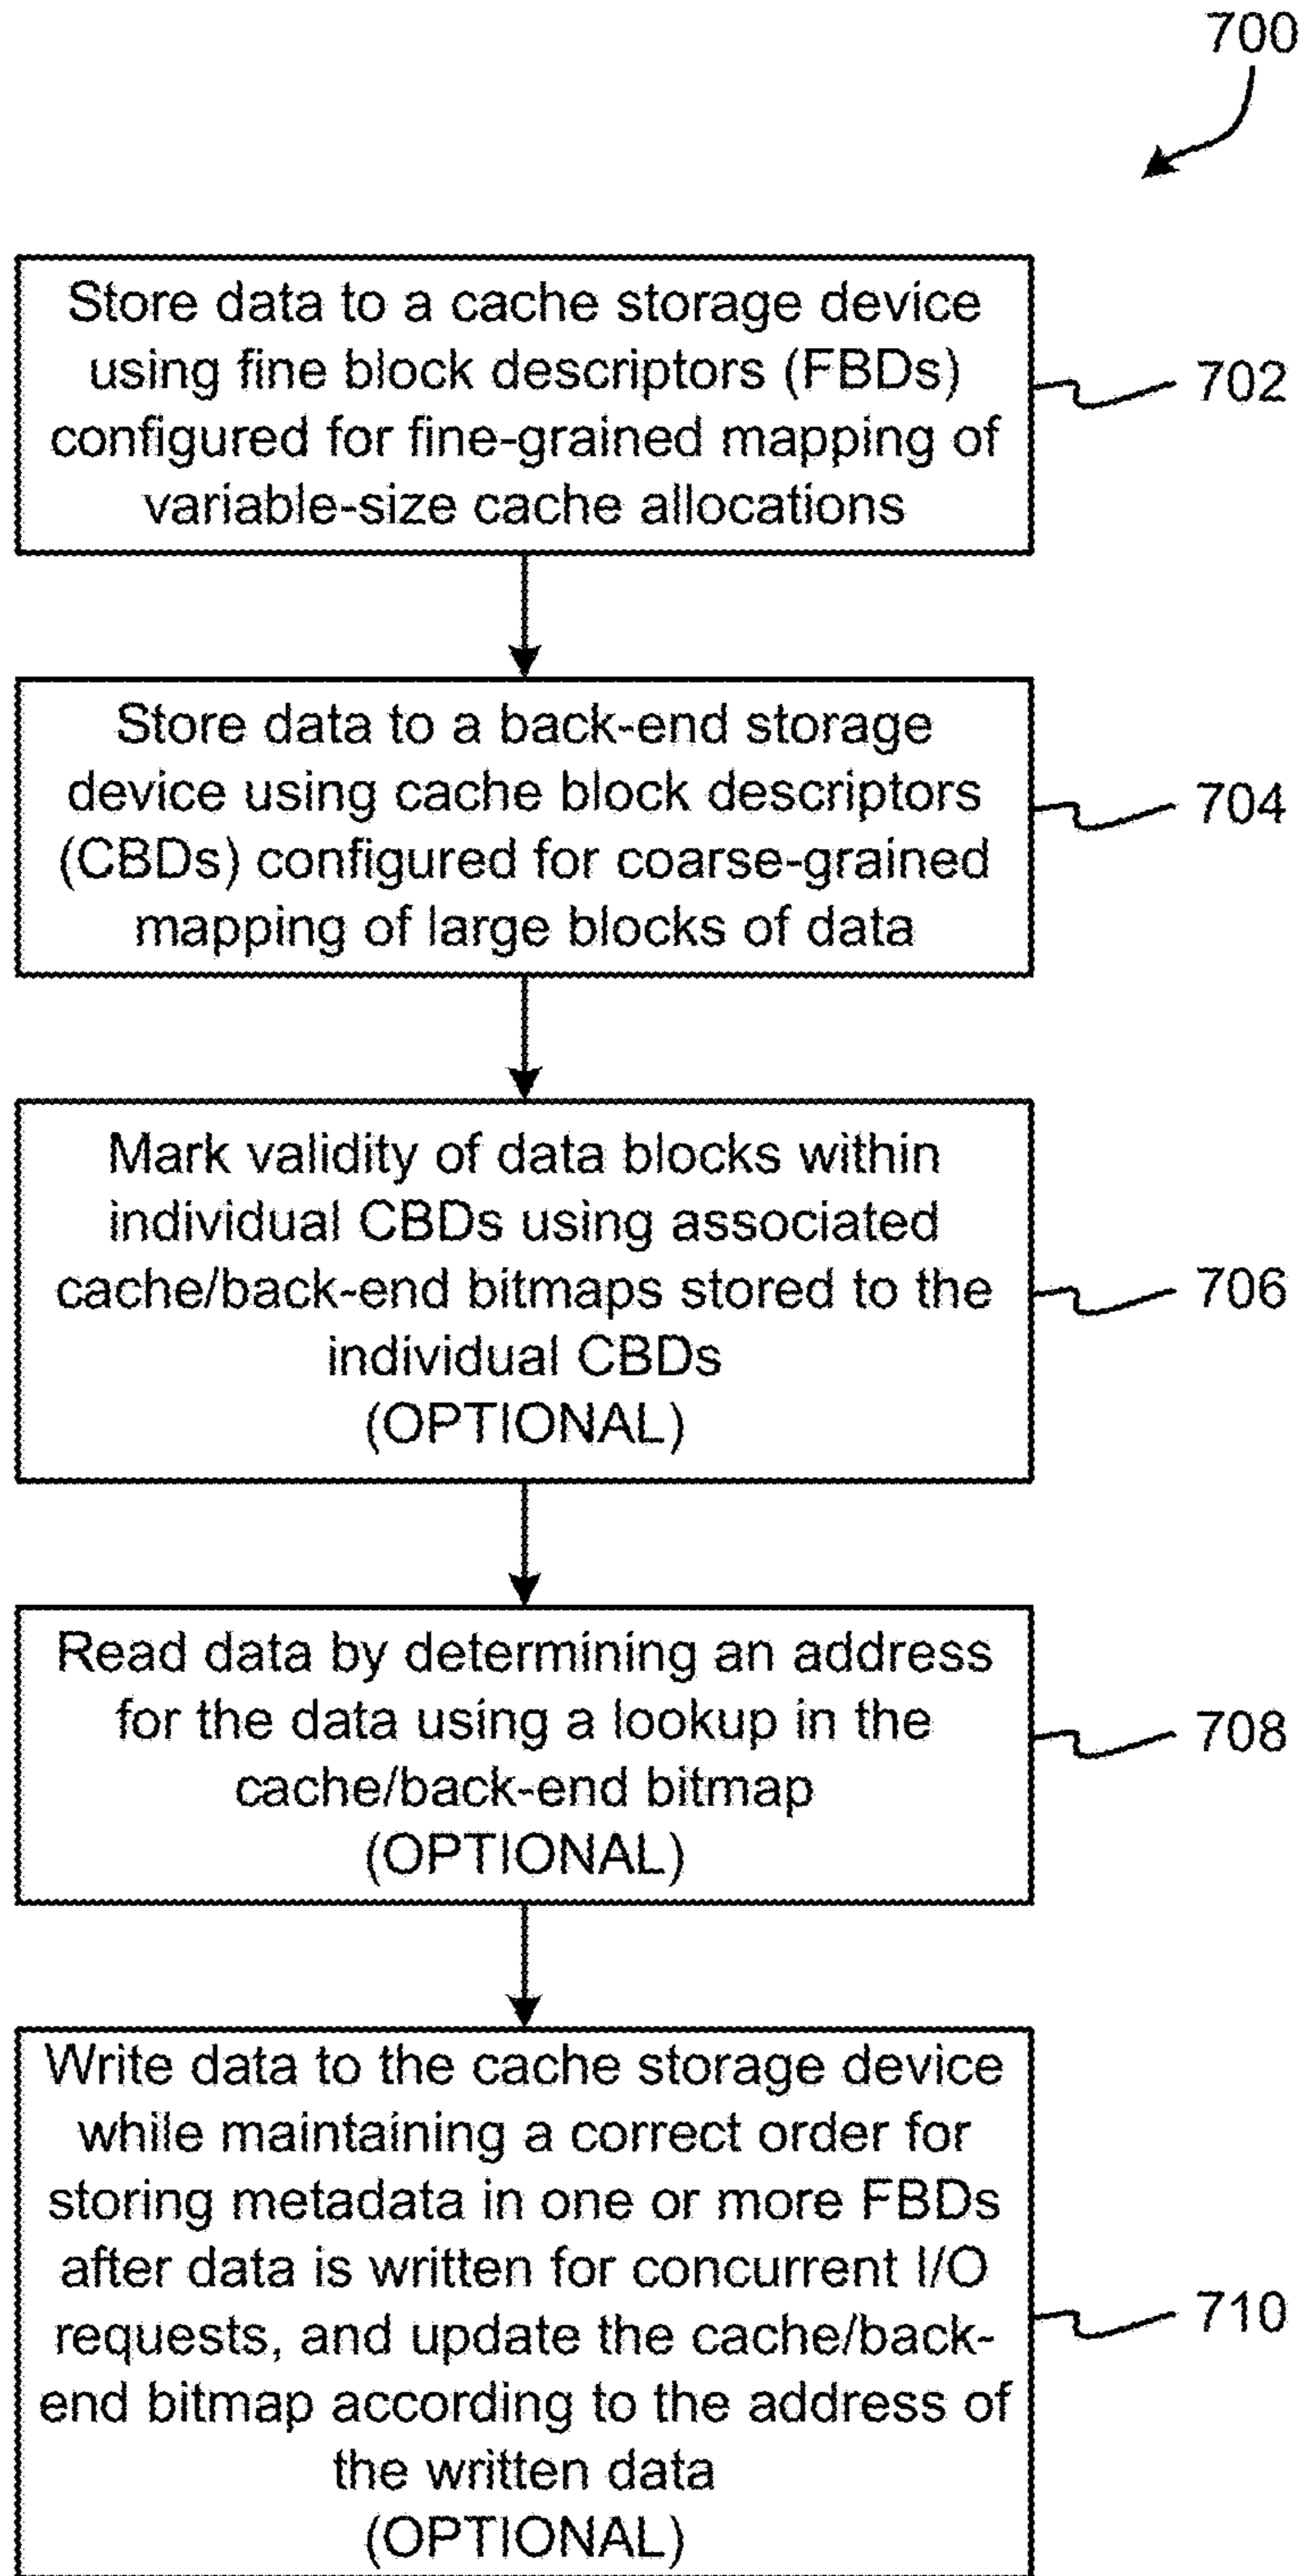 700
Store data to a cache storage device
using fine block descriptors (FBDs)
configured for fine-grained mapping of
variable-size cache allocations
702
Store data to a back-end storage
device using cache block descriptors
(CBDs) configured for coarse-grained
mapping of large blocks of data
704
Mark validity of data blocks within
individual CBDs using associated
cache/back-end bitmaps stored to the
individual CBDs
(OPTIONAL)
706
Read data by determining an address
for the data using a lookup in the
cache/back-end bitmap
(OPTIONAL)
708
Write data to the cache storage device
while maintaining a correct order for
storing metadata in one or more FBDs
after data is written for concurrent I/O
requests, and update the cache/back-
end bitmap according to the address of
the written data
(OPTIONAL)
710